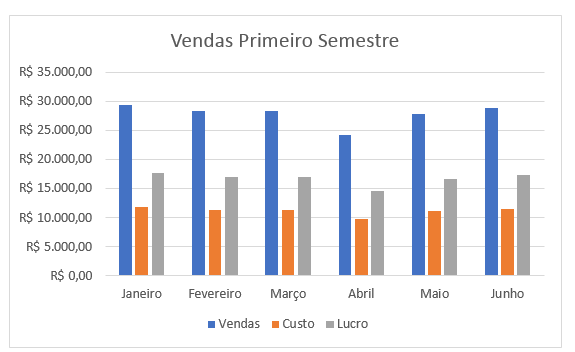 Vendas Primeiro Semestre
R$ 35.000,00
R$ 30.000,00
R$ 25.000,00
R$ 20.000,00
R$ 15.000,00
R$ 10.000,00
R$ 5.000,00
R$ 0,00
Janeiro Fevereiro Março Abril Maio Junho
Vendas Custo Lucro